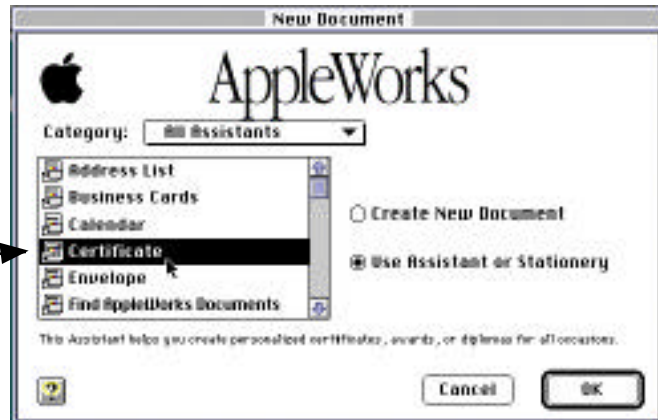 New Document
AppleWorks
Category: All Assistants
Address List
Business Cards
Calendar
Certificate
Envelope
Find AppleWorks Documents
Create New Document
Use Assistant or Stationery
This Assistant helps you create personalized certificates, awards, or diplomas for all occasions.
?
Cancel OK